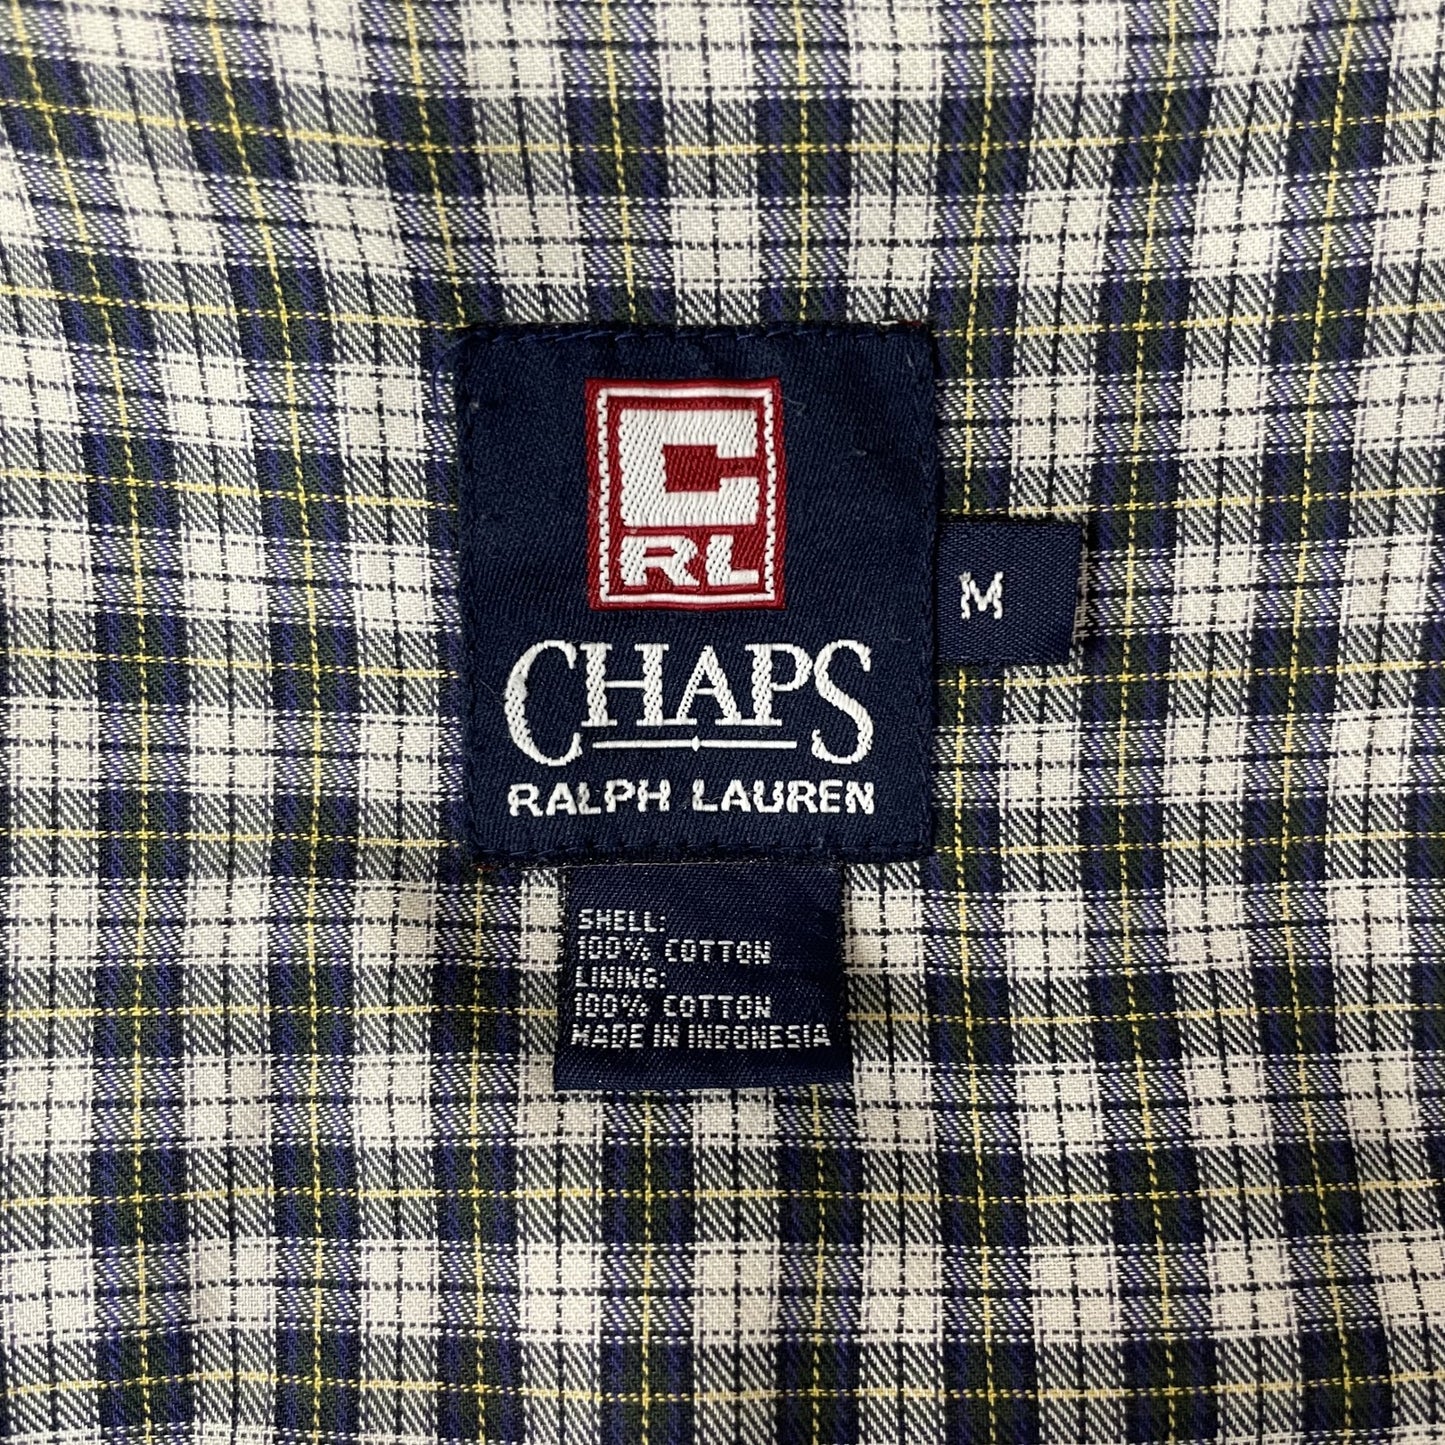 C
RL
CHAPS
RALPH LAUREN
M
SHELL:
100% COTTON
LINING:
100% COTTON
MADE IN INDONESIA